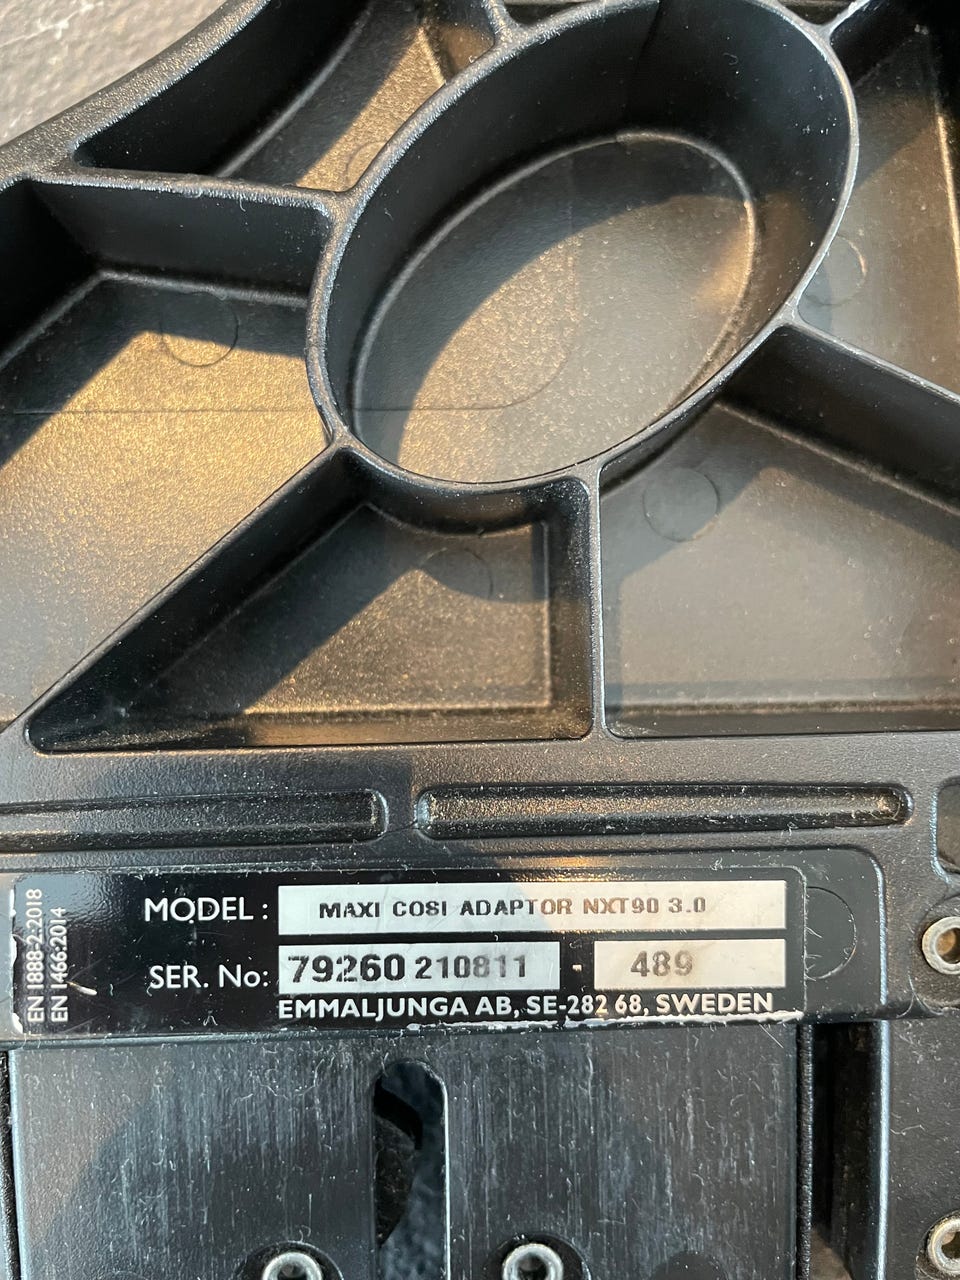 EN 1888-2:2018
EN 1466:2014
MODEL : MAXI COSI ADAPTOR NXT90 3.0
SER. No: 79260 210811 - 489
EMMALJUNGA AB, SE-282 68, SWEDEN